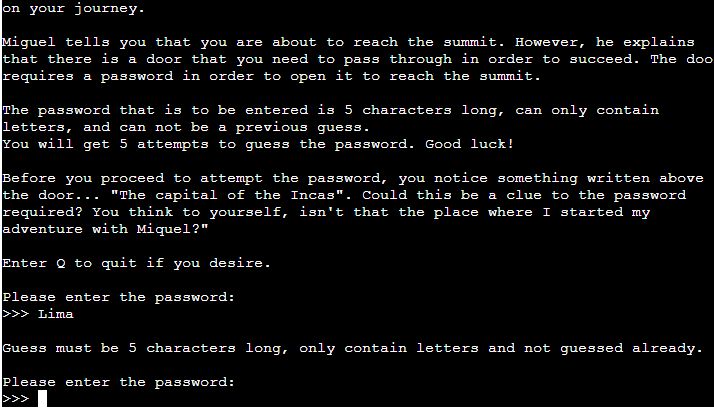 on your journey.
Miguel tells you that you are about to reach the summit. However, he explains
that there is a door that you need to pass through in order to succeed. The doo
requires a password in order to open it to reach the summit.
The password that is to be entered is 5 characters long, can only contain
letters, and can not be a previous guess.
You will get 5 attempts to guess the password. Good luck!
Before you proceed to attempt the password, you notice something written above
the door... "The capital of the Incas". Could this be a clue to the password
required? You think to yourself, isn't that the place where I started my
adventure with Miquel?"
Enter Q to quit if you desire.
Please enter the password:
>>> Lima
Guess must be 5 characters long, only contain letters and not guessed already.
Please enter the password:
>>>